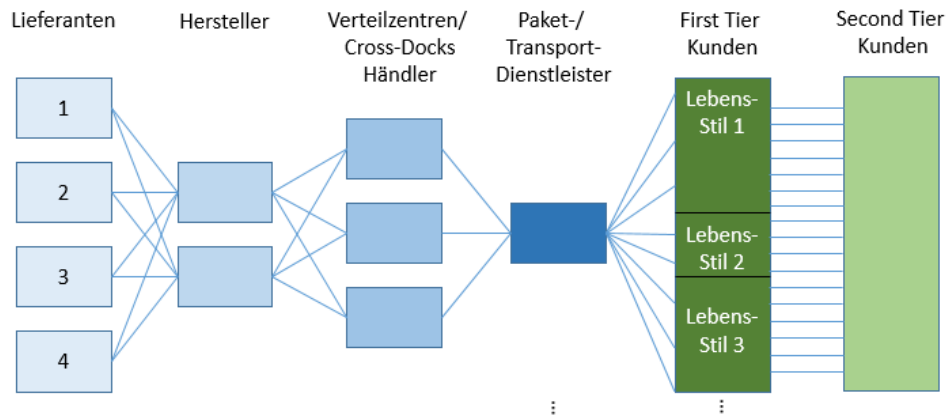 Lieferanten
Hersteller
Verteilzentren/
Cross-Docks
Händler
Paket-/
Transport-
Dienstleister
First Tier
Kunden
Second Tier
Kunden
1
2
3
4
Lebens-
Stil 1
Lebens-
Stil 2
Lebens-
Stil 3
...
...